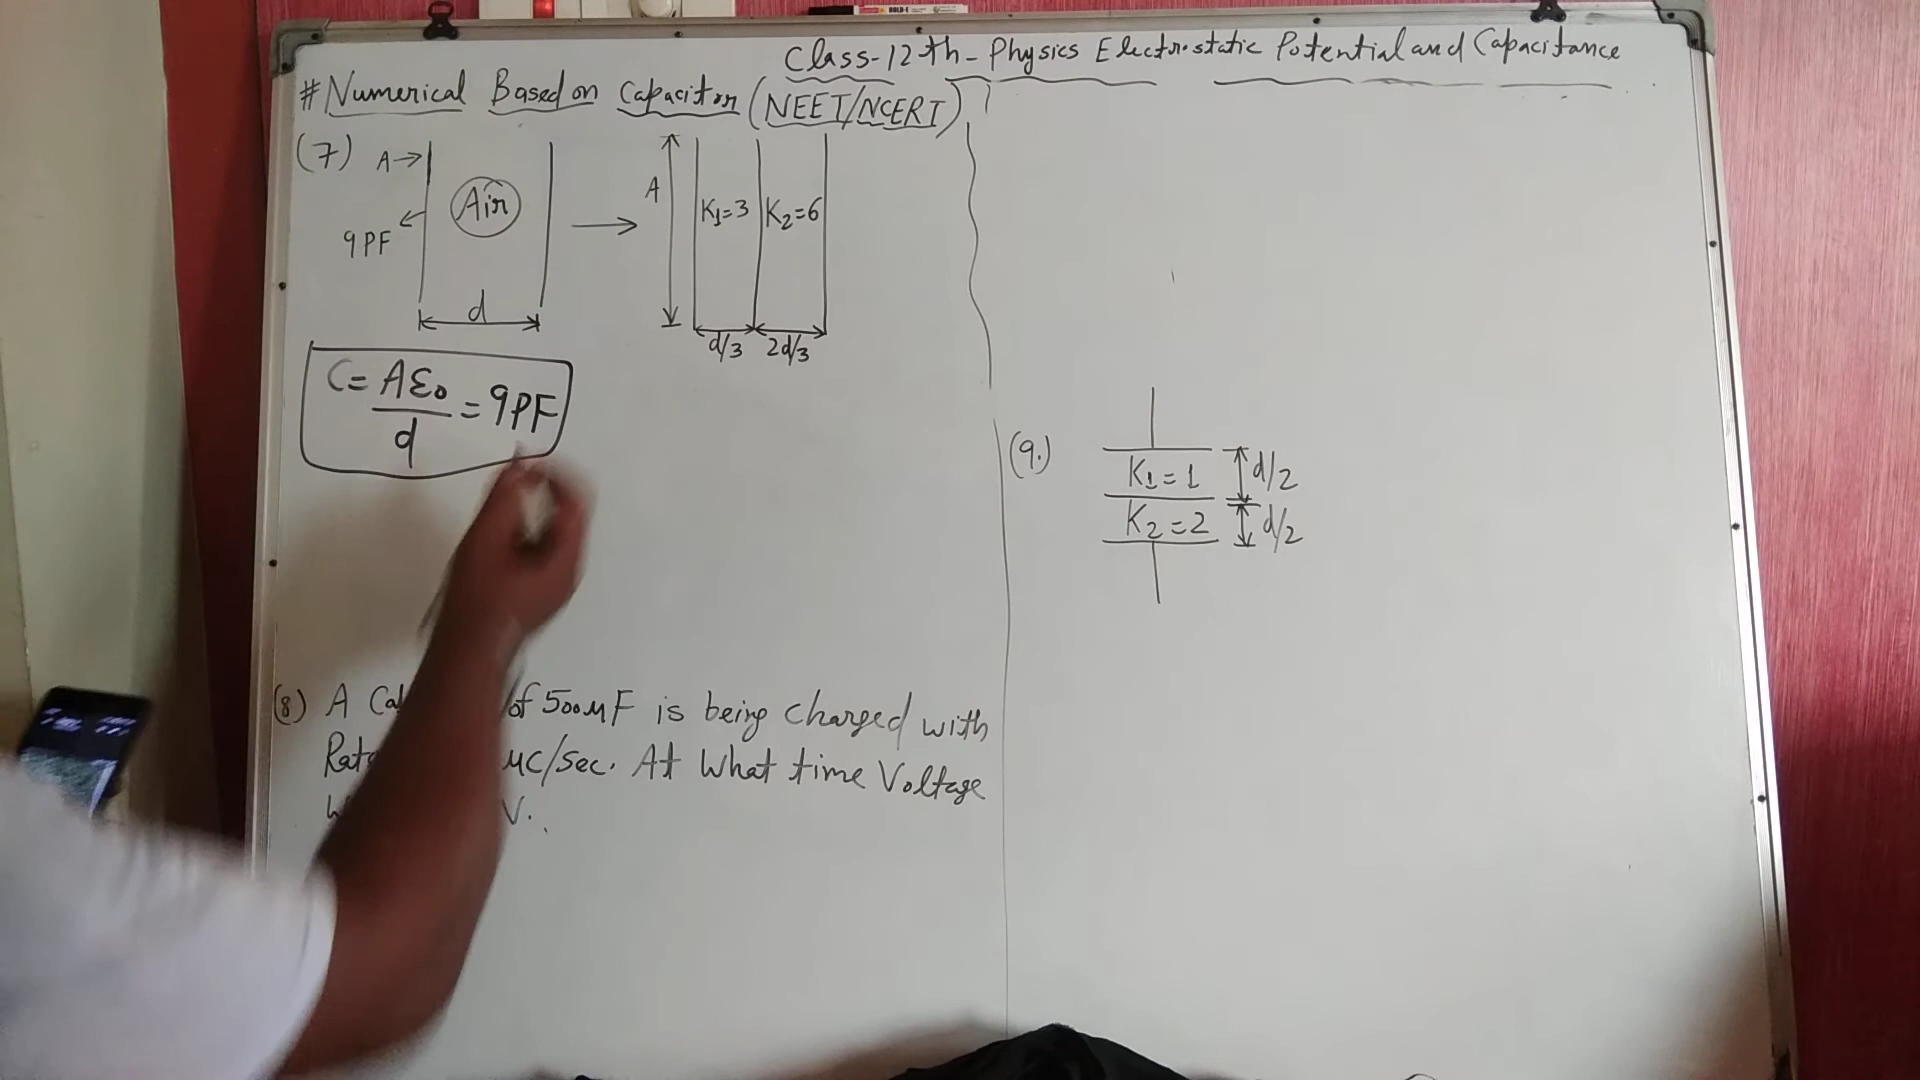 Class-12th-Physics Electrostatic Potential and Capacitance
#Numerical Based on Capacitor (NEET/NCERT)
(7) A→
Air
9PF
d
A
K₁=3 K₂=6
d/3 2d/3
C= Aε₀/d = 9PF
(9.)
K₁=1 d/2
K₂=2 d/2
(8) A of 500μF is being charged with
μC/sec. At What time Voltage
V.